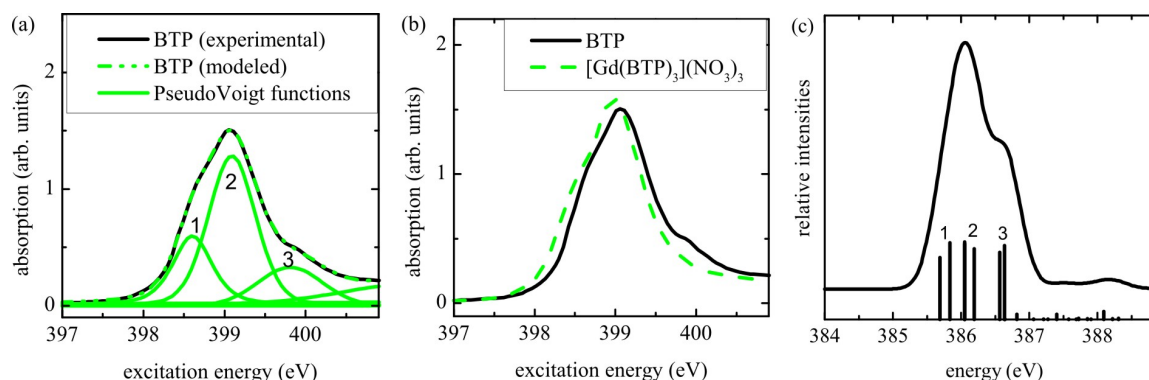 (a)
BTP (experimental)
BTP (modeled)
PseudoVoigt functions
absorption (arb. units)
2
1
0
1
2
3
397 398 399 400
excitation energy (eV)
(b)
BTP
[Gd(BTP)3](NO3)3
absorption (arb. units)
2
1
0
397 398 399 400
excitation energy (eV)
(c)
relative intensities
1 2 3
384 385 386 387 388
energy (eV)